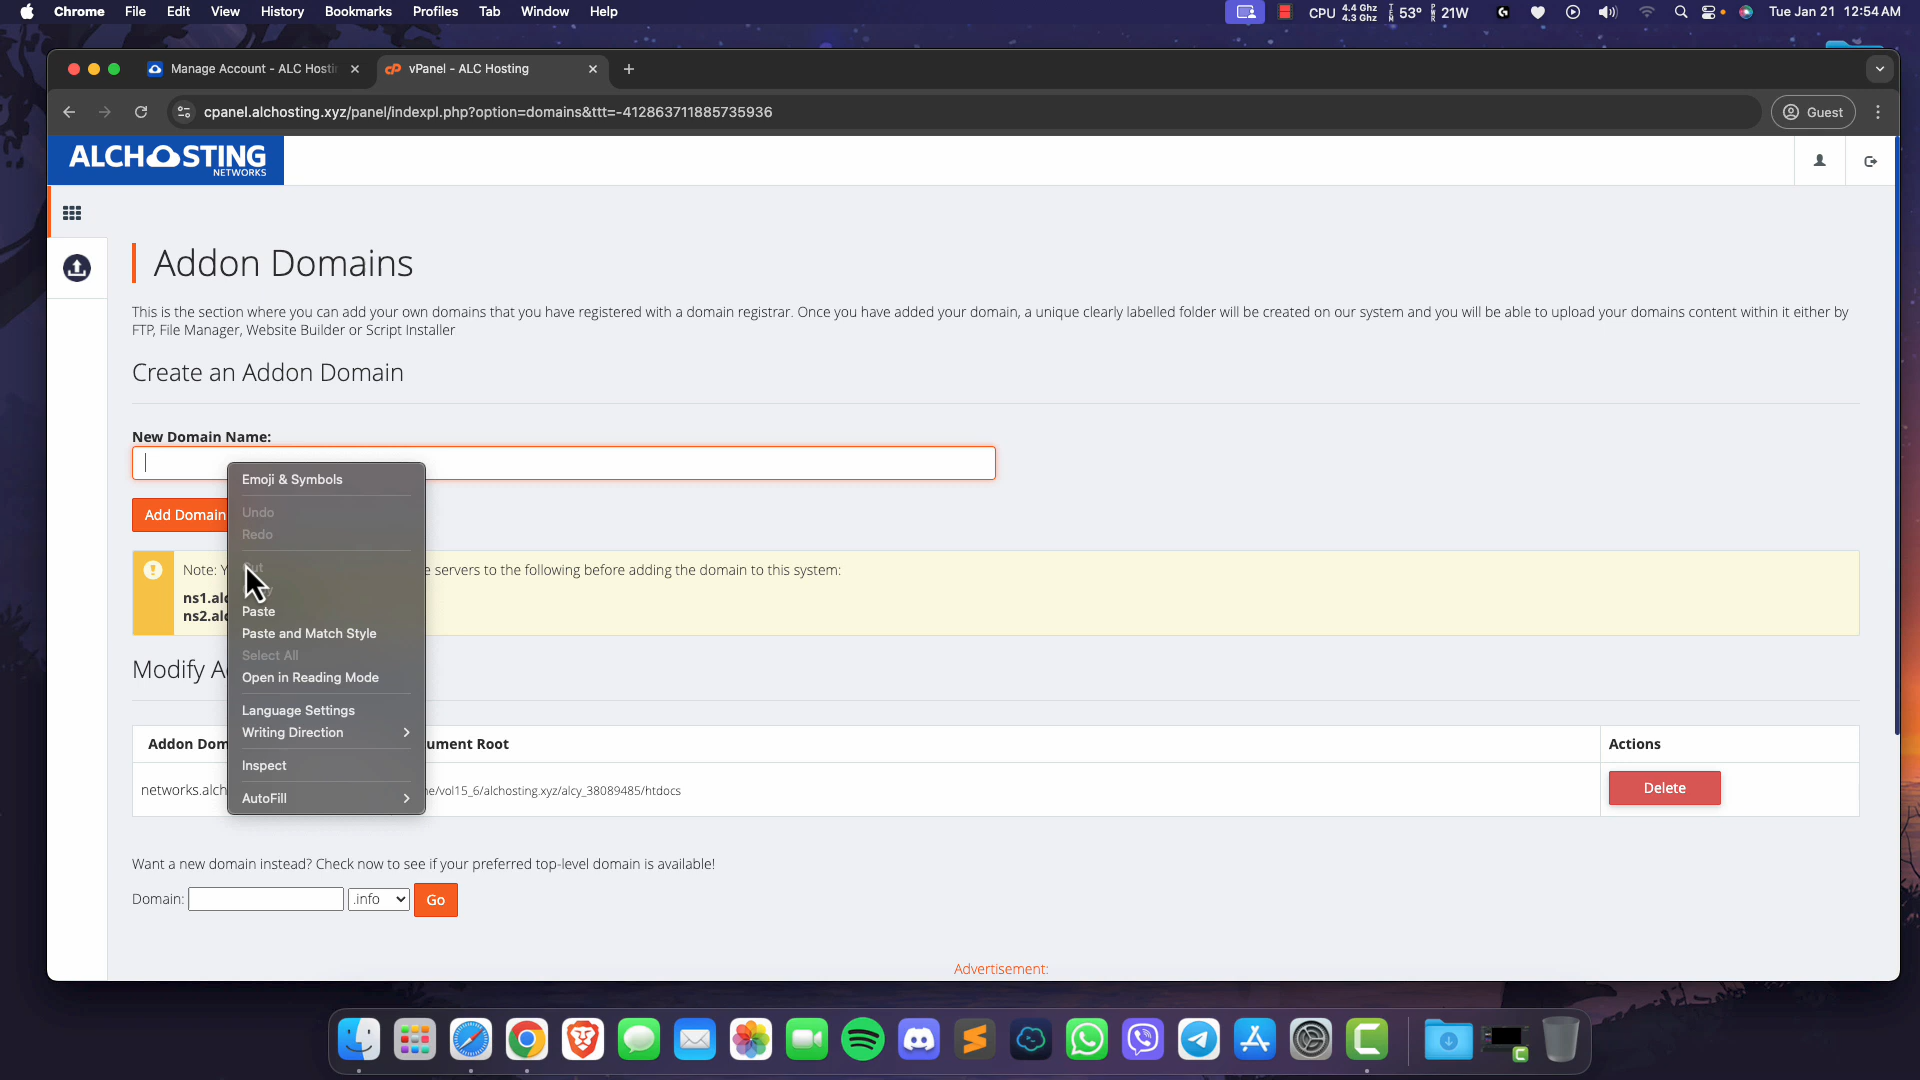 Chrome File Edit View History Bookmarks Profiles Tab Window Help
CPU 4.4 Ghz 4.3 Ghz 53° 21W Tue Jan 21 12:54 AM
Manage Account - ALC Hosti
vPanel - ALC Hosting
cpanel.alchosting.xyz/panel/indexpl.php?option=domains&ttt=-412863711885735936
Guest
ALCHOSTING
NETWORKS
Addon Domains
This is the section where you can add your own domains that you have registered with a domain registrar. Once you have added your domain, a unique clearly labelled folder will be created on our system and you will be able to upload your domains content within it either by
FTP, File Manager, Website Builder or Script Installer
Create an Addon Domain
New Domain Name:
Add Domain
Emoji & Symbols
Undo
Redo
Paste
Paste and Match Style
Select All
Open in Reading Mode
Language Settings
Writing Direction
Inspect
AutoFill
Note: Y
e servers to the following before adding the domain to this system:
ns1.al
ns2.al
Modify A
Addon Dom
ument Root
Actions
networks.alch
e/vol15_6/alchosting.xyz/alcy_38089485/htdocs
Delete
Want a new domain instead? Check now to see if your preferred top-level domain is available!
Domain:
.info
Go
Advertisement: